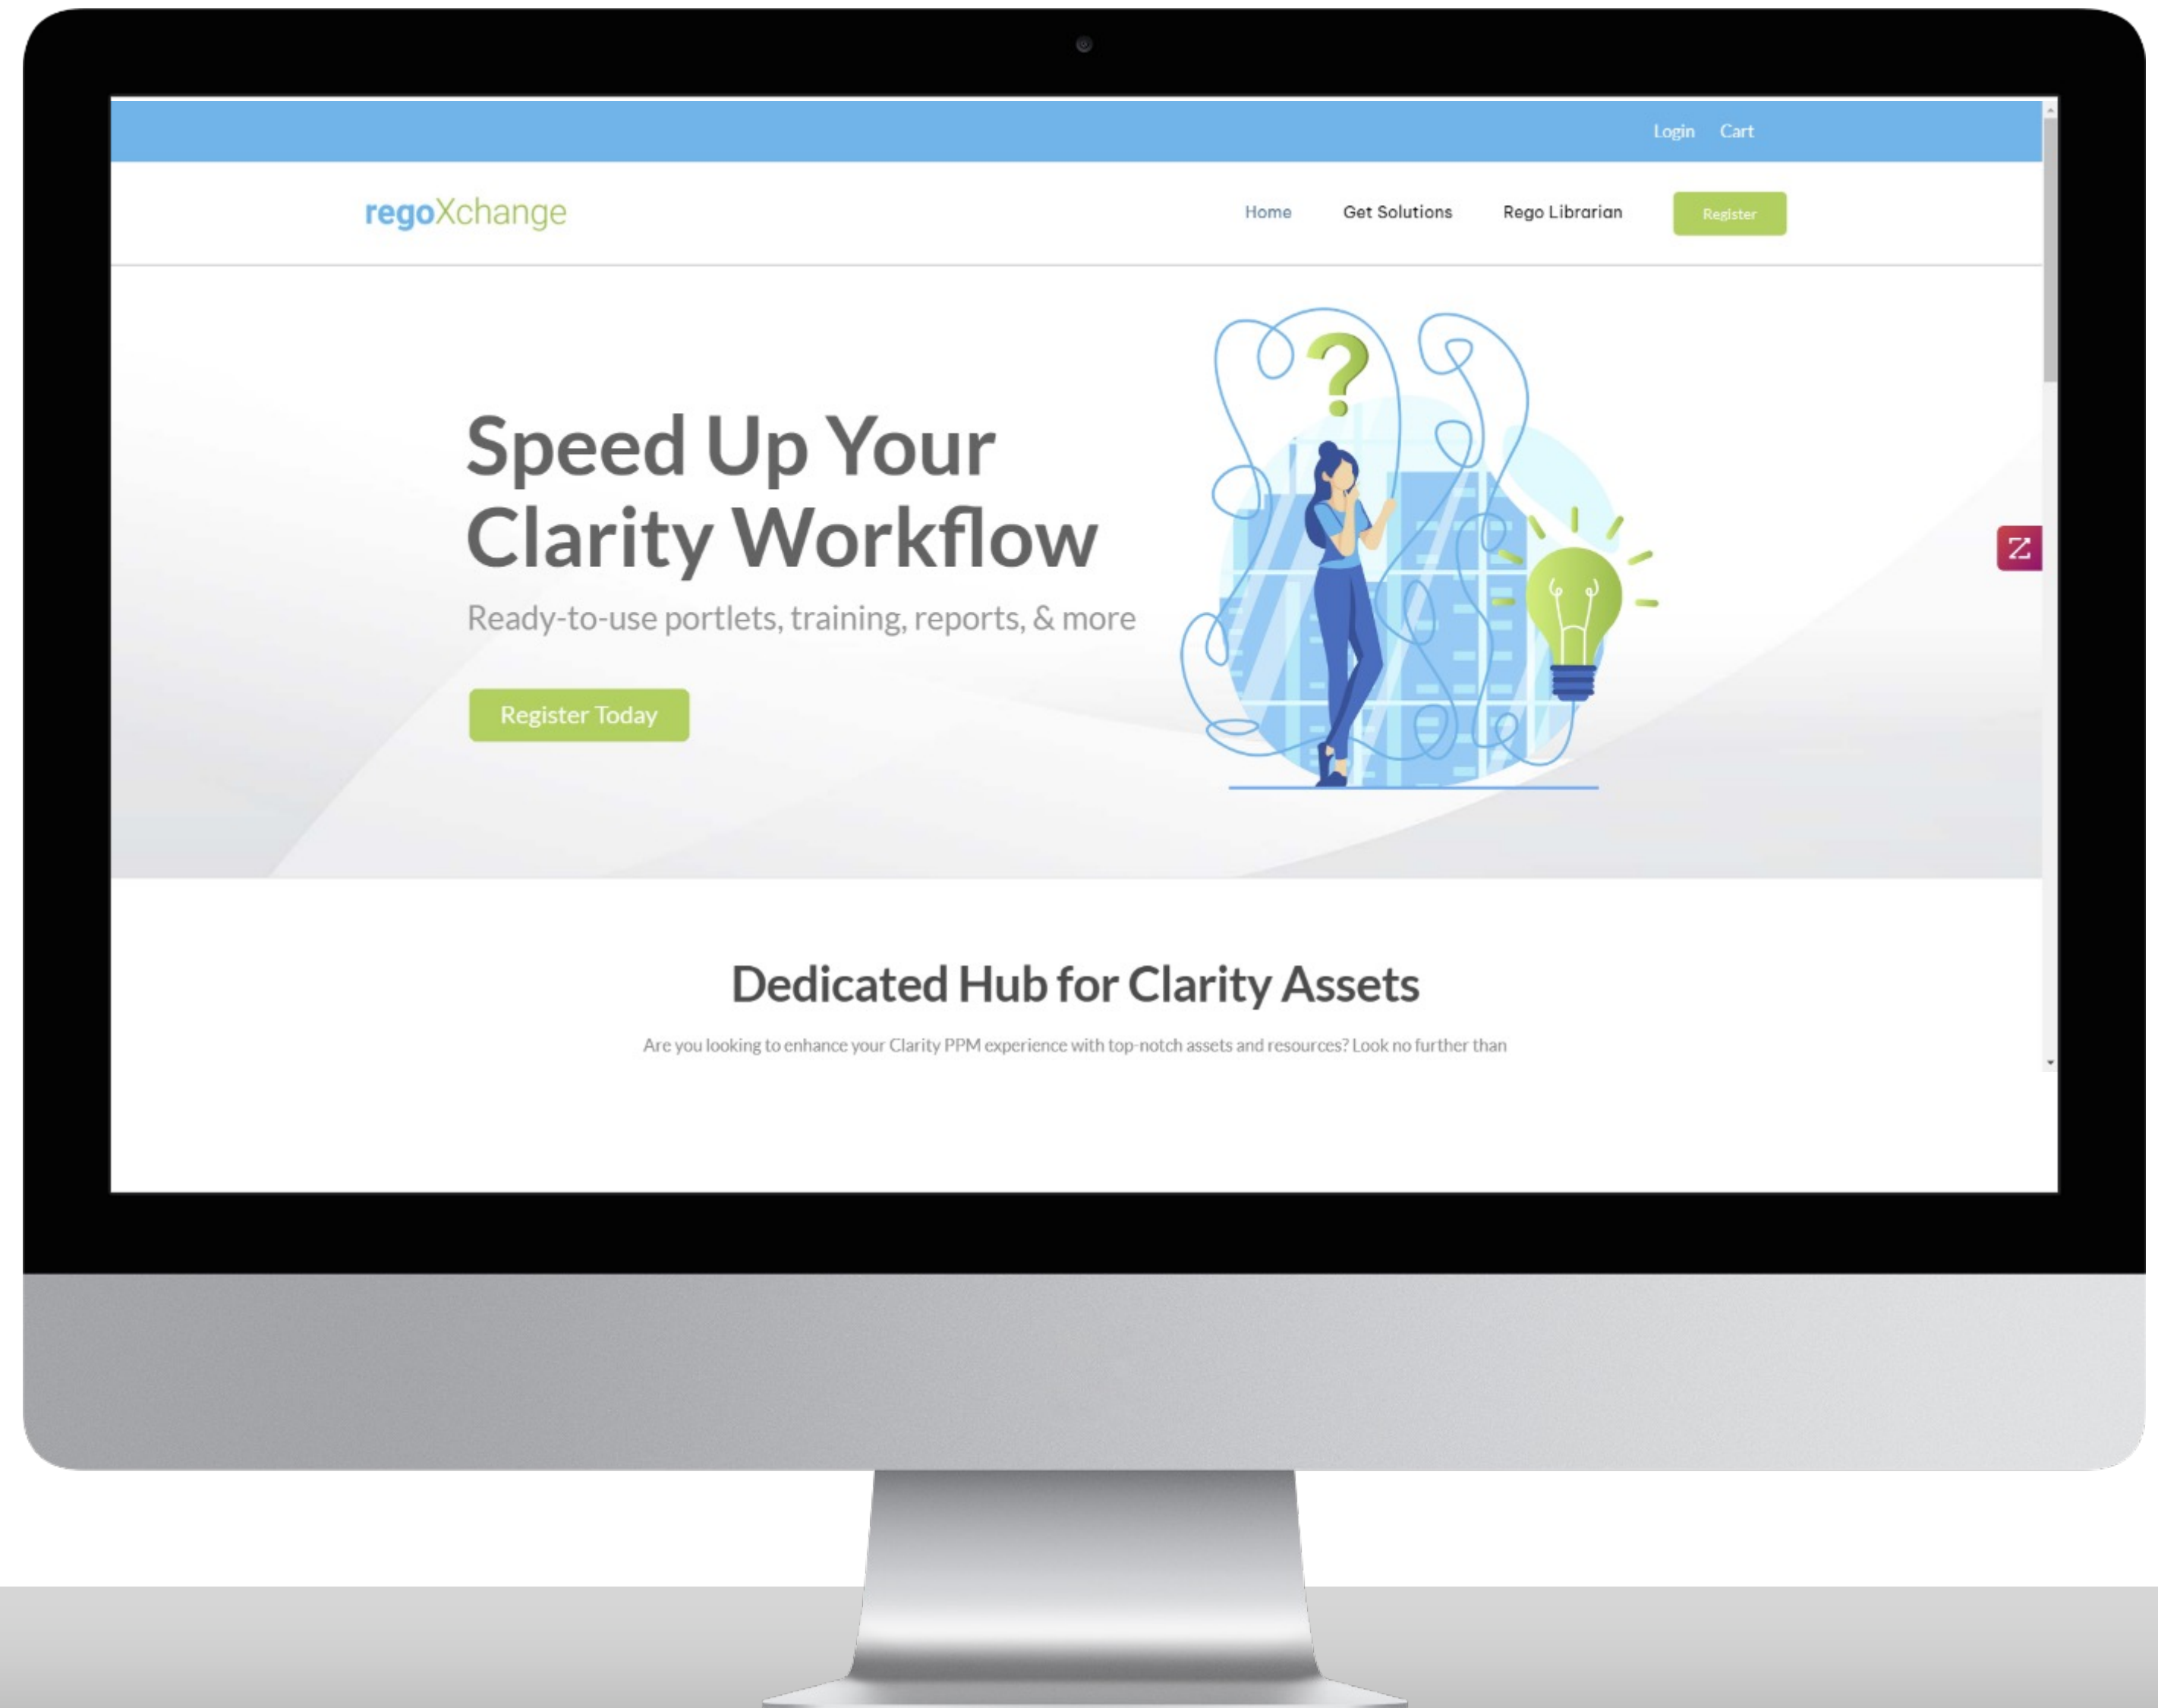 Login Cart
regoXchange
Home Get Solutions Rego Librarian Register
Speed Up Your
Clarity Workflow
Ready-to-use portlets, training, reports, & more
Register Today
Dedicated Hub for Clarity Assets
Are you looking to enhance your Clarity PPM experience with top-notch assets and resources? Look no further than